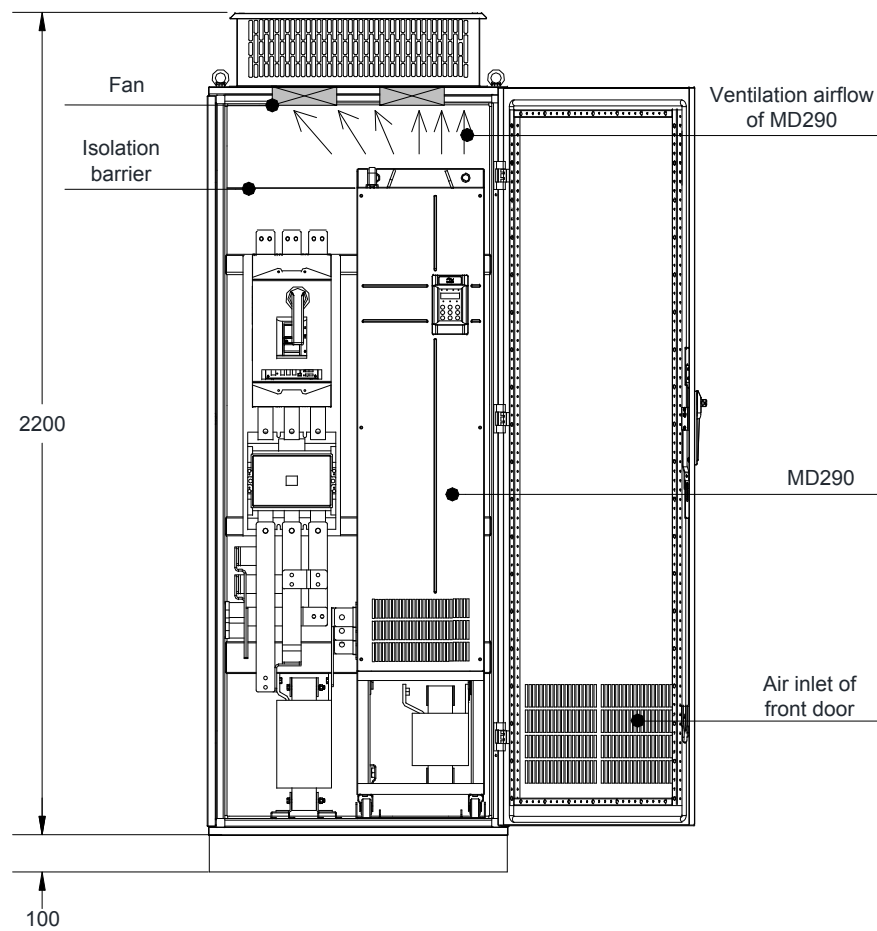 Fan
Ventilation airflow
of MD290
Isolation
barrier
2200
MD290
Air inlet of
front door
100